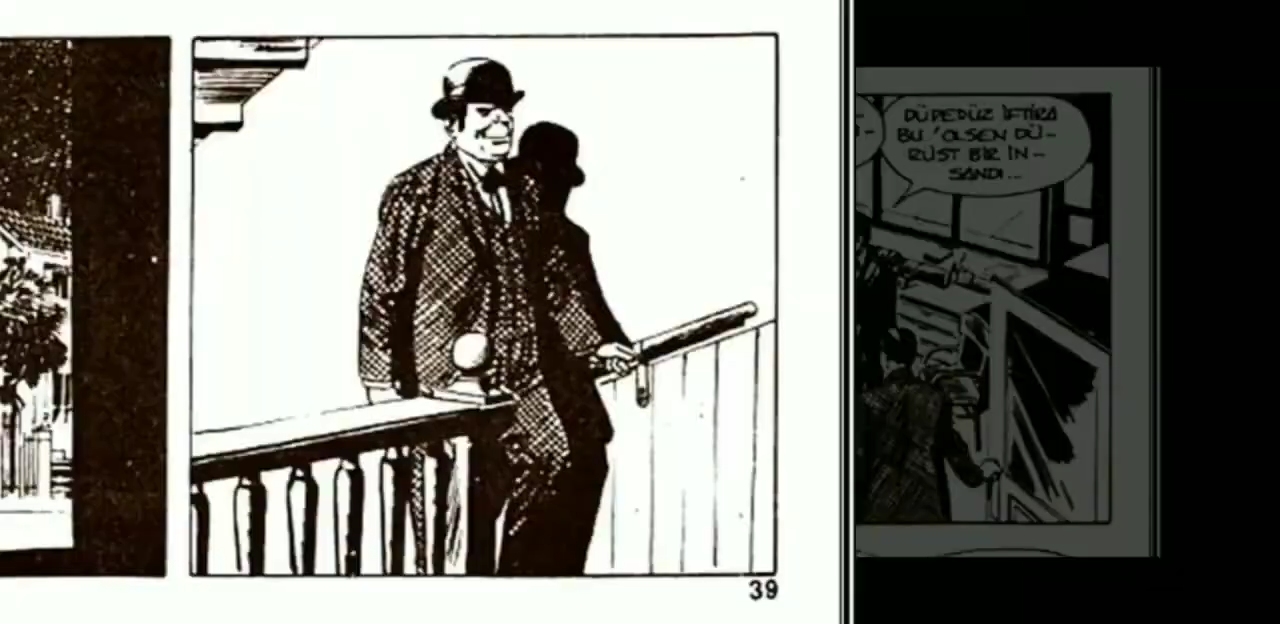 39
DÜPEDÜZ İFTİRA
BU ' OLSEN DÜ-
RÜST BİR İN-
SANDI...